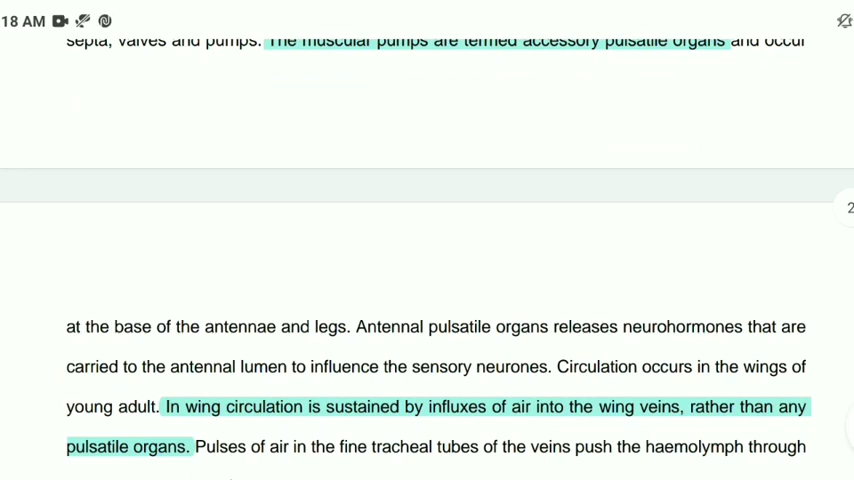 18 AM
septa, valves and pumps. The muscular pumps are termed accessory pulsatile organs and occur
2
at the base of the antennae and legs. Antennal pulsatile organs releases neurohormones that are
carried to the antennal lumen to influence the sensory neurones. Circulation occurs in the wings of
young adult. In wing circulation is sustained by influxes of air into the wing veins, rather than any
pulsatile organs. Pulses of air in the fine tracheal tubes of the veins push the haemolymph through